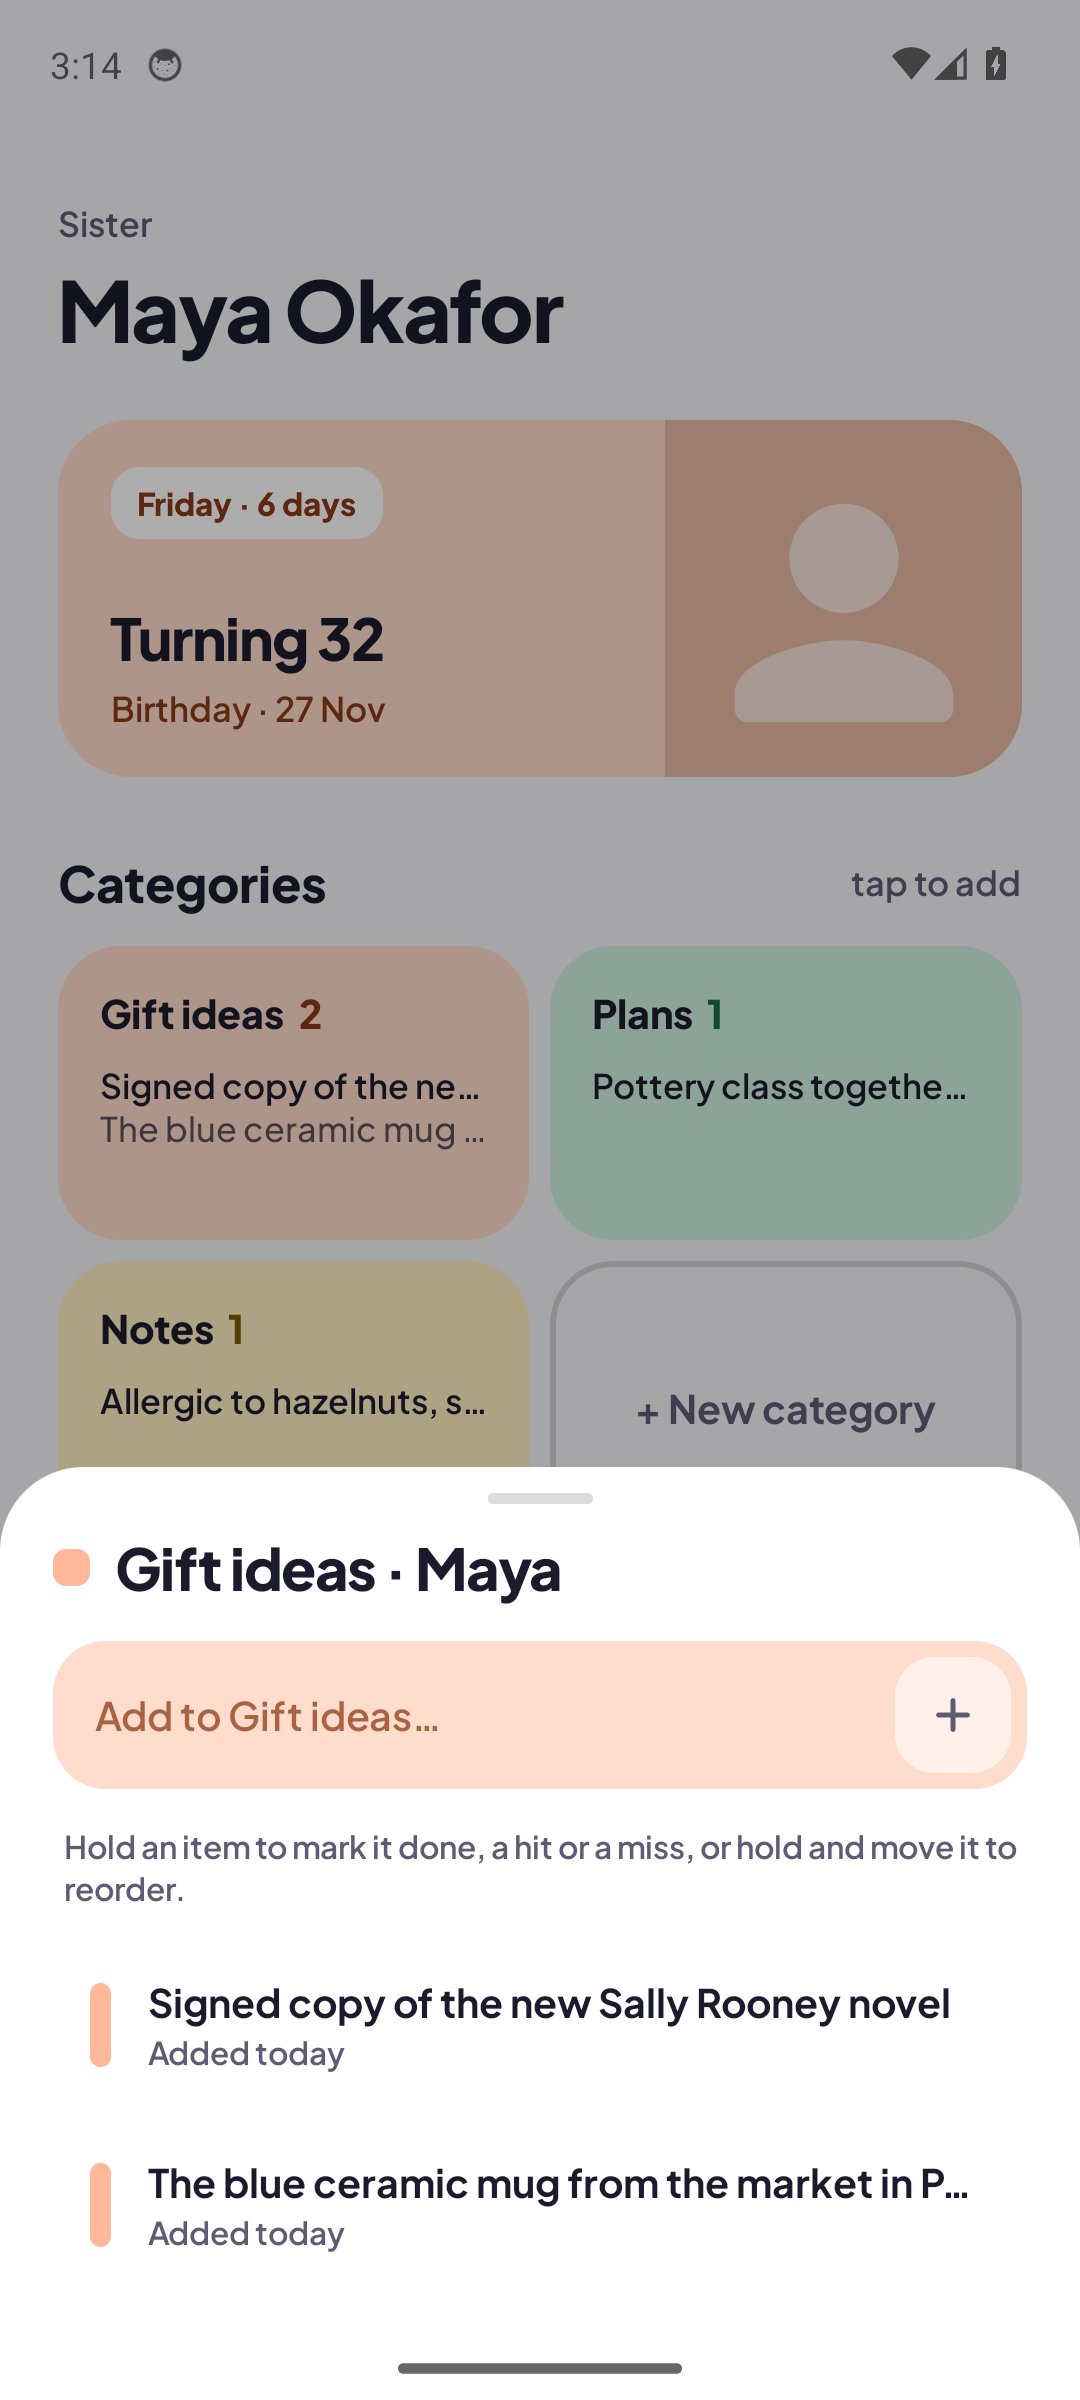 3:14
Sister
Maya Okafor
Friday · 6 days
Turning 32
Birthday · 27 Nov
Categories
tap to add
Gift ideas 2
Signed copy of the ne...
The blue ceramic mug ...
Plans 1
Pottery class togethe...
Notes 1
Allergic to hazelnuts, s...
+ New category
Gift ideas · Maya
Add to Gift ideas...
Hold an item to mark it done, a hit or a miss, or hold and move it to
reorder.
Signed copy of the new Sally Rooney novel
Added today
The blue ceramic mug from the market in P...
Added today